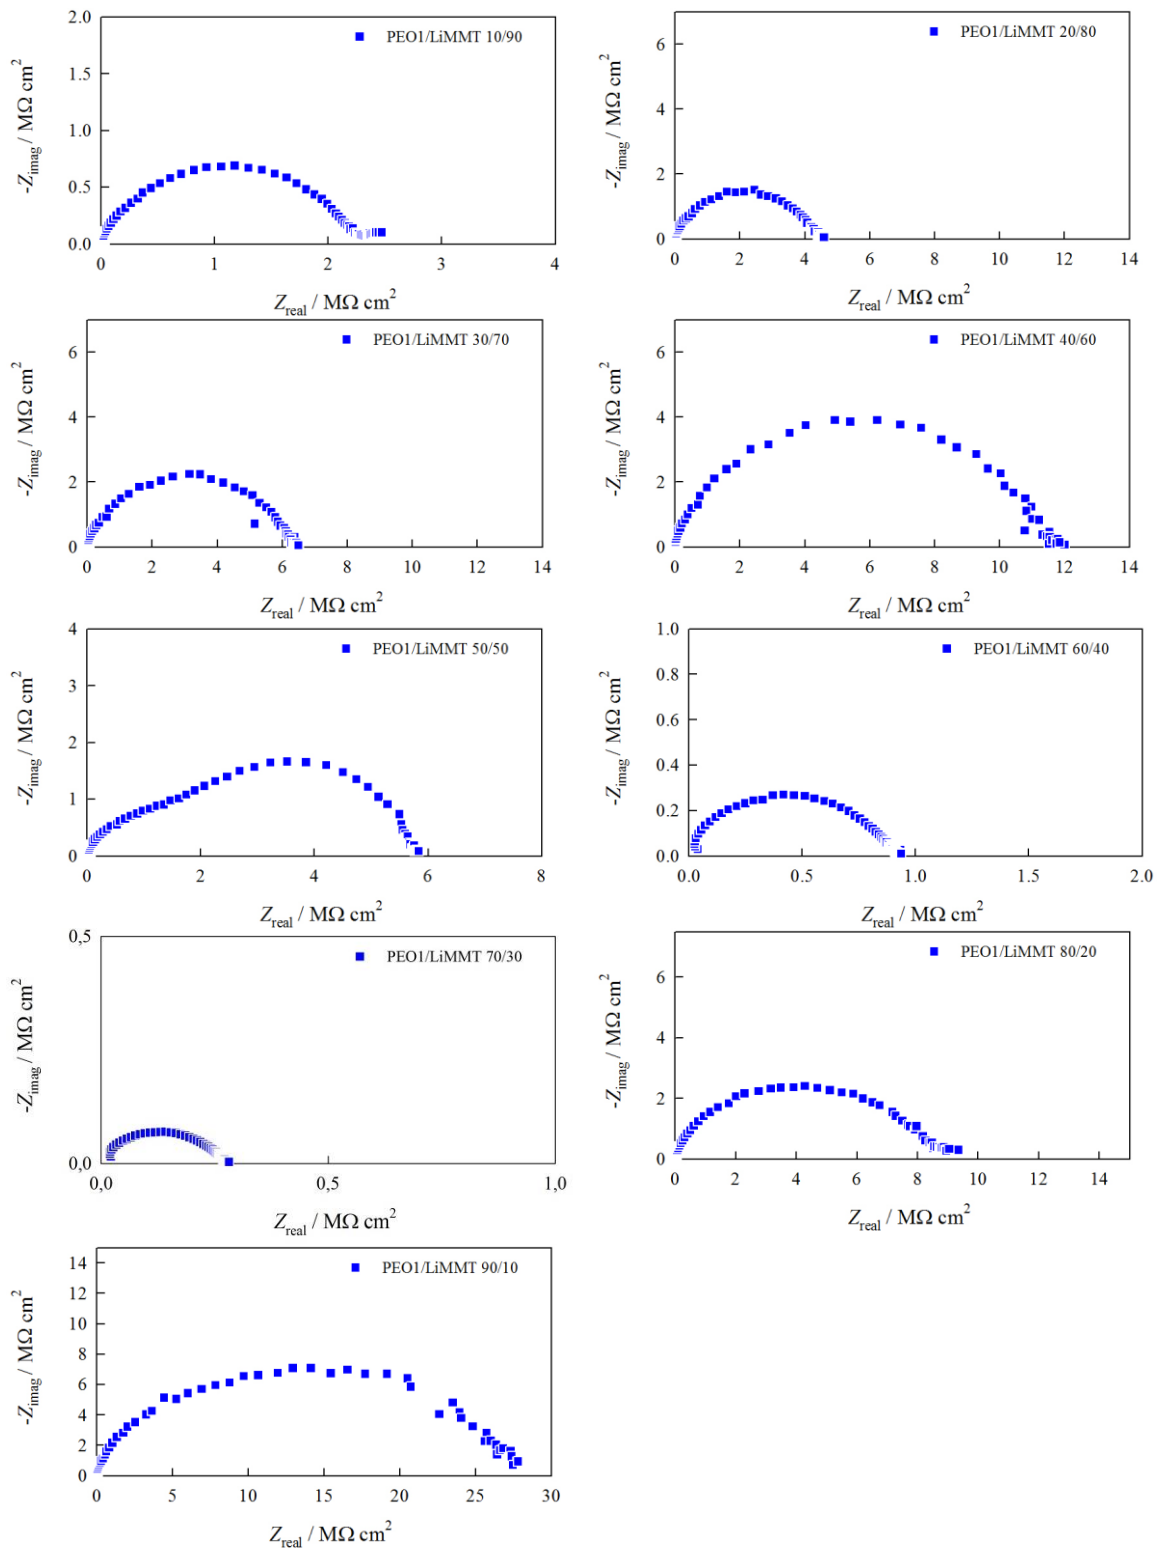 2.0
PEO1/LiMMT 10/90
1.5
1.0
0.5
0.0
-Zimag / MΩ cm²
0 1 2 3 4
Zreal / MΩ cm²
PEO1/LiMMT 20/80
6
4
2
0
-Zimag / MΩ cm²
0 2 4 6 8 10 12 14
Zreal / MΩ cm²
PEO1/LiMMT 30/70
6
4
2
0
-Zimag / MΩ cm²
0 2 4 6 8 10 12 14
Zreal / MΩ cm²
PEO1/LiMMT 40/60
6
4
2
0
-Zimag / MΩ cm²
0 2 4 6 8 10 12 14
Zreal / MΩ cm²
4
PEO1/LiMMT 50/50
3
2
1
0
-Zimag / MΩ cm²
0 2 4 6 8
Zreal / MΩ cm²
1.0
PEO1/LiMMT 60/40
0.8
0.6
0.4
0.2
0.0
-Zimag / MΩ cm²
0.0 0.5 1.0 1.5 2.0
Zreal / MΩ cm²
0,5
PEO1/LiMMT 70/30
0,0
-Zimag / MΩ cm²
0,0 0,5 1,0
Zreal / MΩ cm²
PEO1/LiMMT 80/20
6
4
2
0
-Zimag / MΩ cm²
0 2 4 6 8 10 12 14
Zreal / MΩ cm²
14
PEO1/LiMMT 90/10
12
10
8
6
4
2
0
-Zimag / MΩ cm²
0 5 10 15 20 25 30
Zreal / MΩ cm²